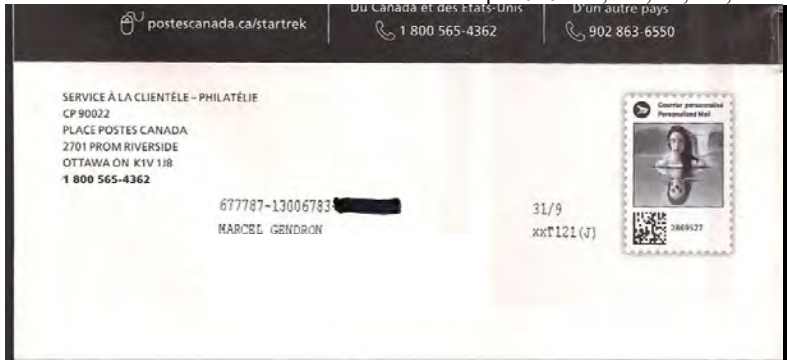 postescanada.ca/startrek
Du Canada et des États-Unis
1 800 565-4362
D'un autre pays
902 863-6550
SERVICE À LA CLIENTÈLE – PHILATÉLIE
CP 90022
PLACE POSTES CANADA
2701 PROM RIVERSIDE
OTTAWA ON K1V 1J8
1 800 565-4362
677787-13006783
MARCEL GENDRON
31/9
xxT121(J)
Courrier personnalisé
Personalized Mail
2869527